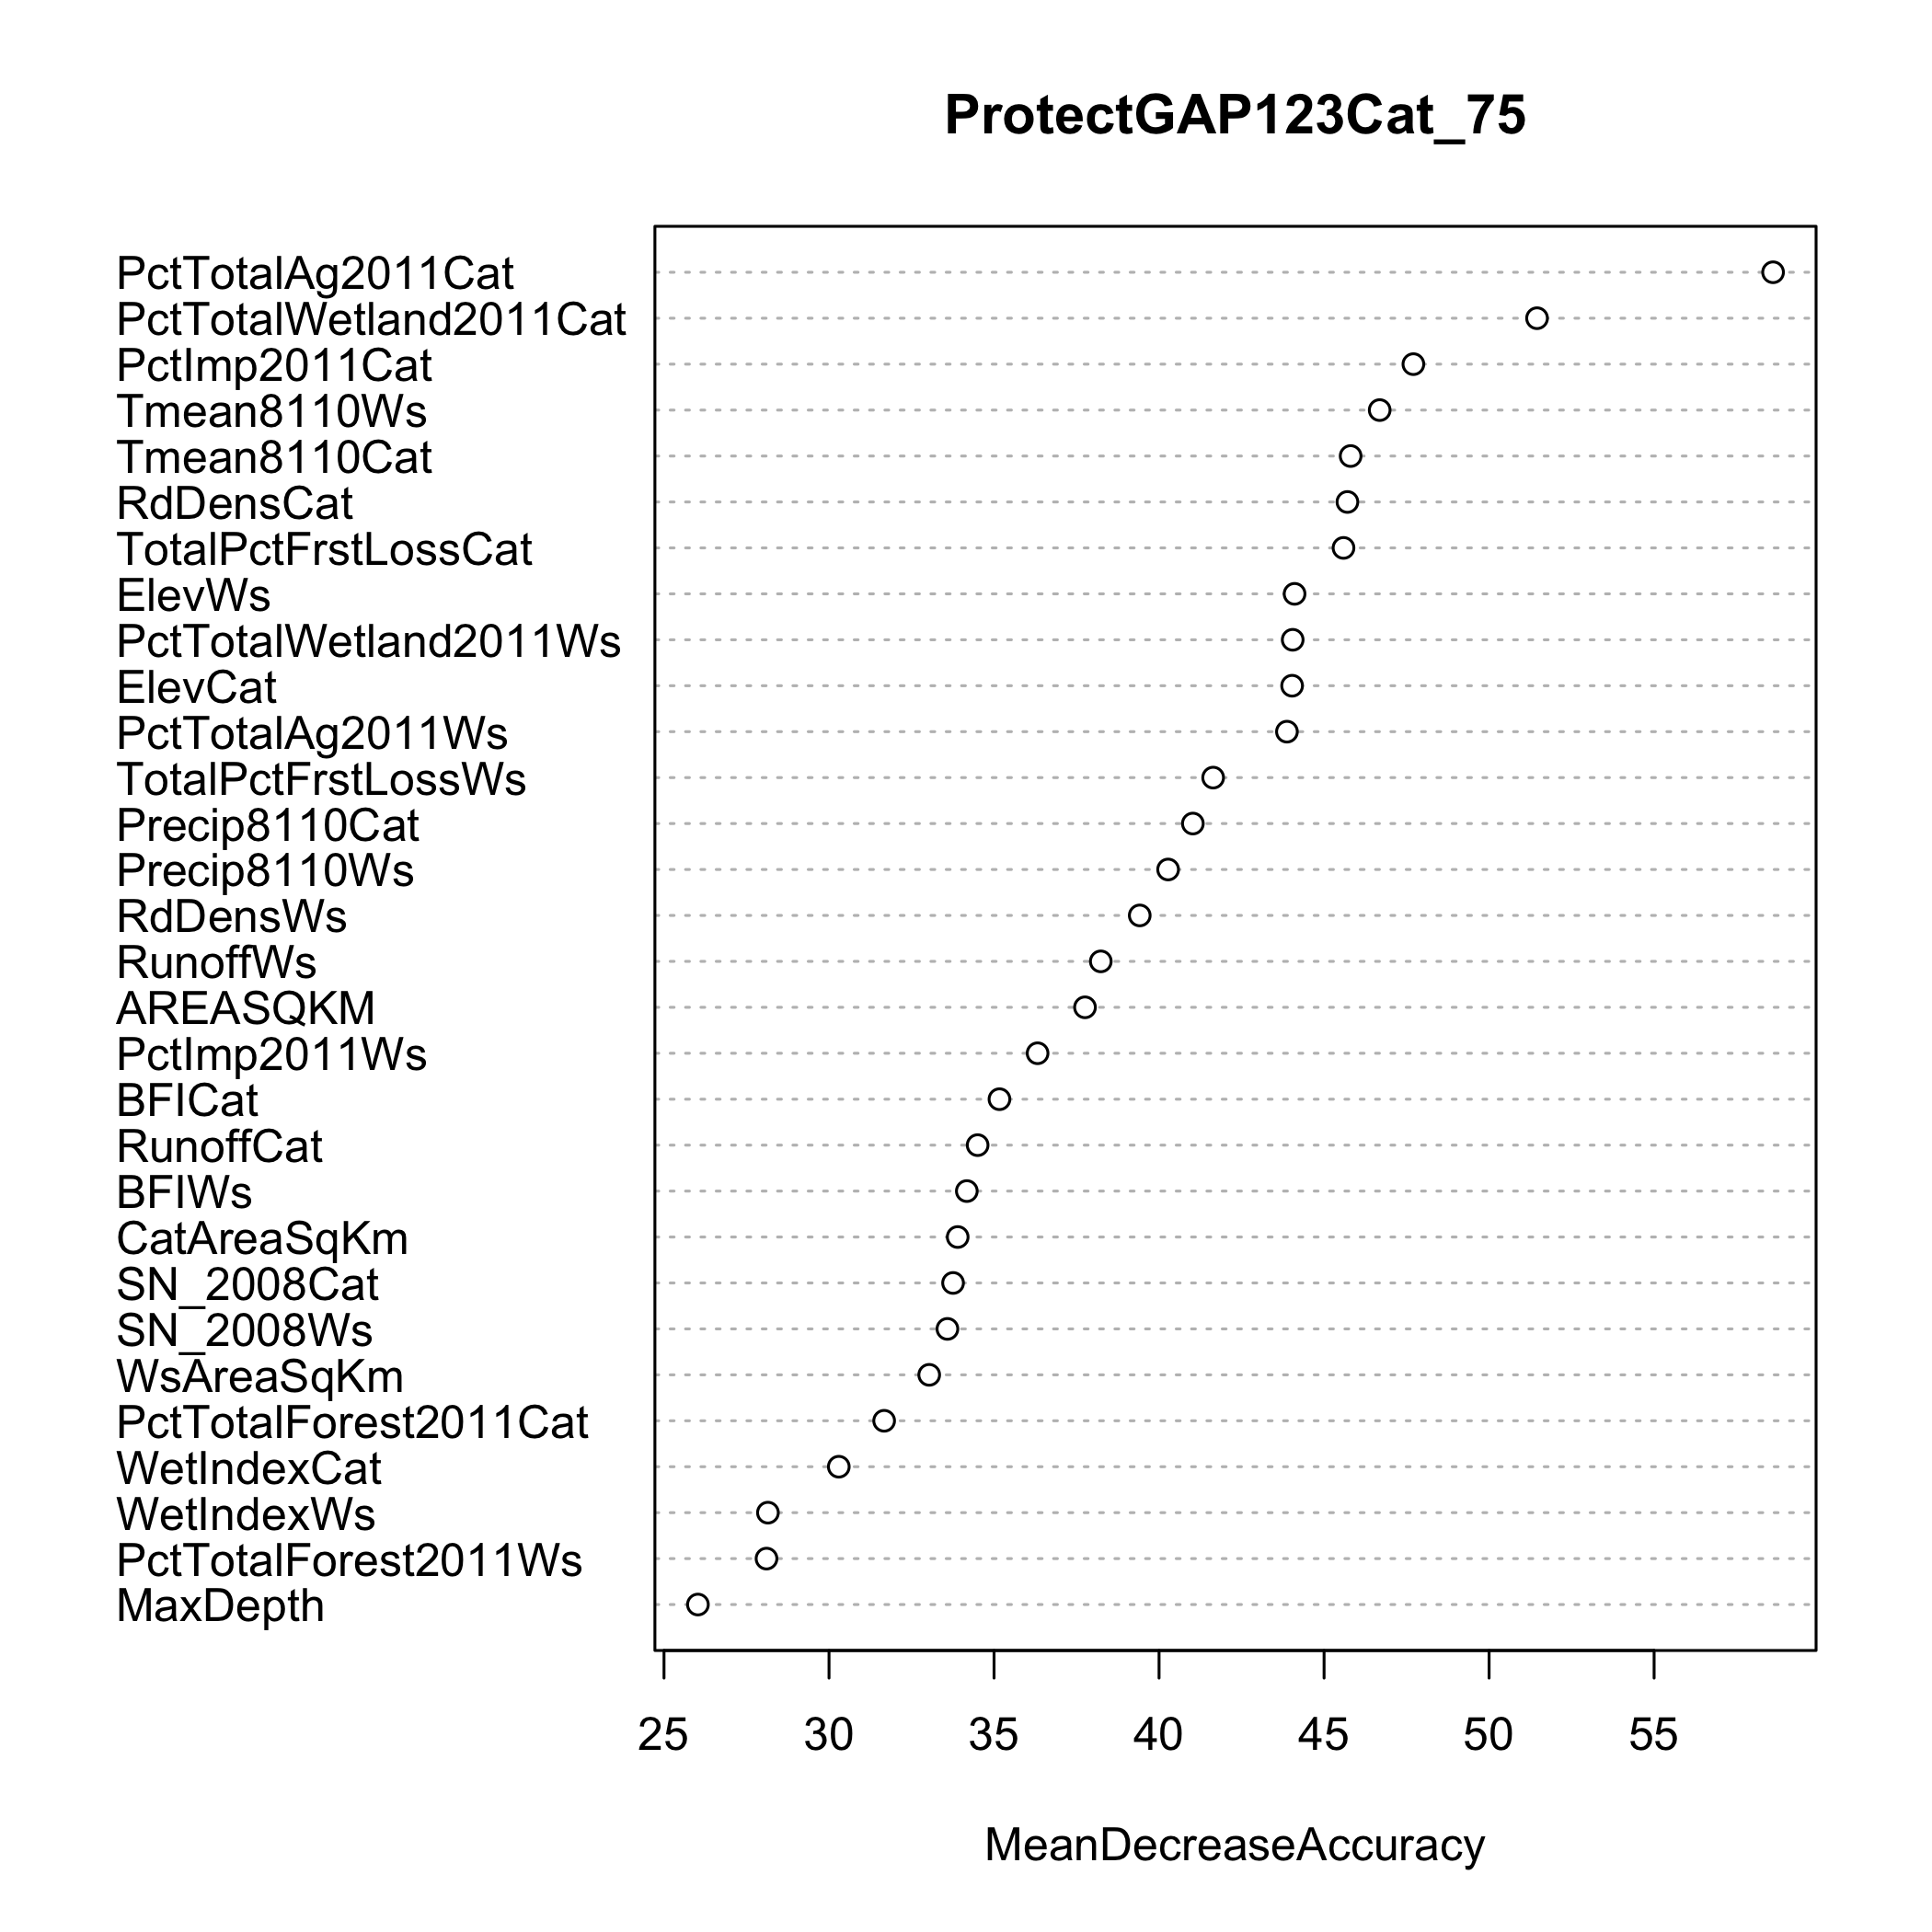 ProtectGAP123Cat_75
PctTotalAg2011Cat
PctTotalWetland2011Cat
PctImp2011Cat
Tmean8110Ws
Tmean8110Cat
RdDensCat
TotalPctFrstLossCat
ElevWs
PctTotalWetland2011Ws
ElevCat
PctTotalAg2011Ws
TotalPctFrstLossWs
Precip8110Cat
Precip8110Ws
RdDensWs
RunoffWs
AREASQKM
PctImp2011Ws
BFICat
RunoffCat
BFIWs
CatAreaSqKm
SN_2008Cat
SN_2008Ws
WsAreaSqKm
PctTotalForest2011Cat
WetIndexCat
WetIndexWs
PctTotalForest2011Ws
MaxDepth
25 30 35 40 45 50 55
MeanDecreaseAccuracy